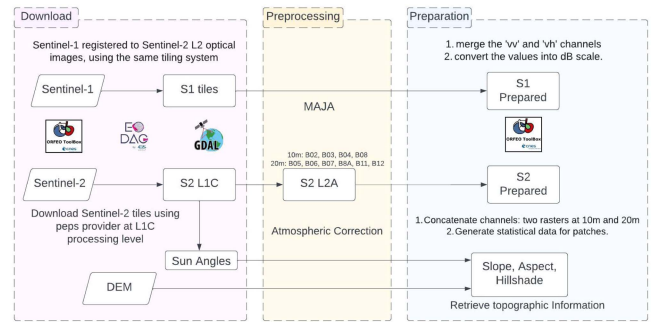 Download
Preprocessing
Preparation
Sentinel-1 registered to Sentinel-2 L2 optical
images, using the same tiling system
1. merge the 'vv' and 'vh' channels
2. convert the values into dB scale.
Sentinel-1
S1 tiles
MAJA
S1
Prepared
ORFEO TOOLBOX
cnes
EO
DAG
by CS
GDAL
ORFEO TOOLBOX
cnes
10m: B02, B03, B04, B08
20m: B05, B06, B07, B8A, B11, B12
Sentinel-2
S2 L1C
S2 L2A
S2
Prepared
Download Sentinel-2 tiles using
peps provider at L1C
processing level
Atmospheric Correction
1.Concatenate channels: two rasters at 10m and 20m
2. Generate statistical data for patches.
Sun Angles
DEM
Slope, Aspect,
Hillshade
Retrieve topographic Information